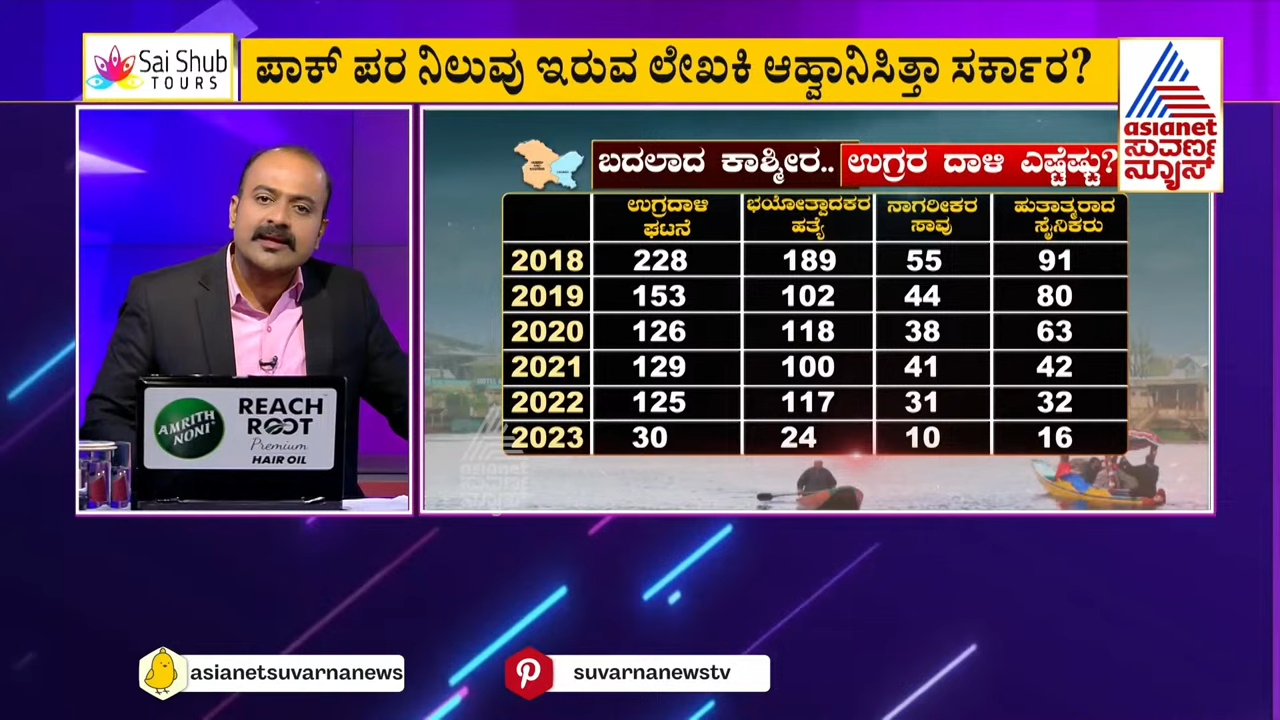 Sai Shub
TOURS
ಪಾಕ್ ಪರ ನಿಲುವು ಇರುವ ಲೇಖಕಿ ಆಹ್ವಾನಿಸಿತ್ತಾ ಸರ್ಕಾರ?
asianet
ಸುವರ್ಣ
ನ್ಯೂಸ್
ಬದಲಾದ ಕಾಶ್ಮೀರ.. ಉಗ್ರರ ದಾಳಿ ಎಷ್ಟೆಷ್ಟು?
ಉಗ್ರದಾಳಿ ಘಟನೆ ಭಯೋತ್ಪಾದಕರ ಹತ್ಯೆ ನಾಗರೀಕರ ಸಾವು ಹುತಾತ್ಮರಾದ ಸೈನಿಕರು
2018 228 189 55 91
2019 153 102 44 80
2020 126 118 38 63
2021 129 100 41 42
2022 125 117 31 32
2023 30 24 10 16
AMRITH
NONI
REACH
ROOT
Premium
HAIR OIL
asianetsuvarnanews
suvarnanewstv